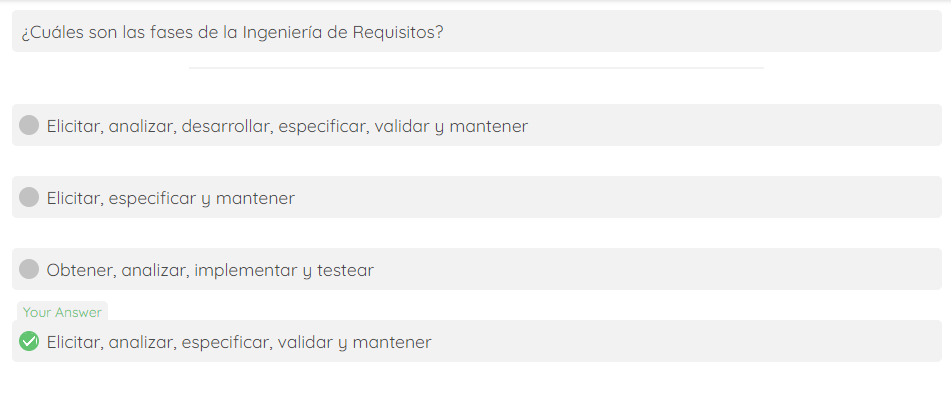 ¿Cuáles son las fases de la Ingeniería de Requisitos?
Elicitar, analizar, desarrollar, especificar, validar y mantener
Elicitar, especificar y mantener
Obtener, analizar, implementar y testear
Your Answer
Elicitar, analizar, especificar, validar y mantener